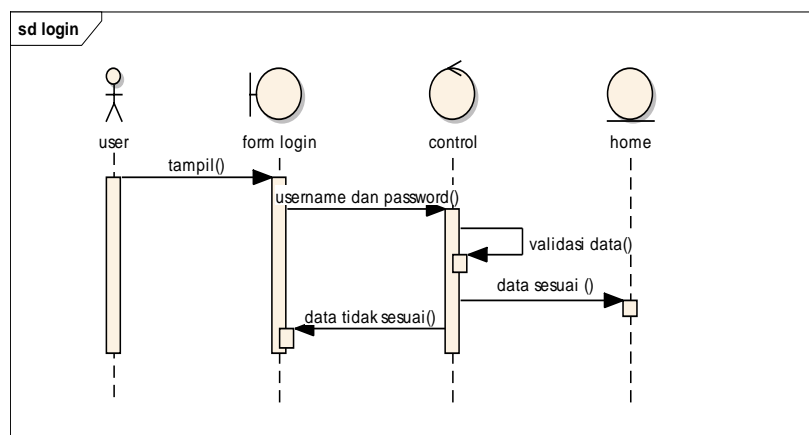 sd login
user
form login
control
home
tampil()
username dan password()
validasi data()
data sesuai ()
data tidak sesuai()